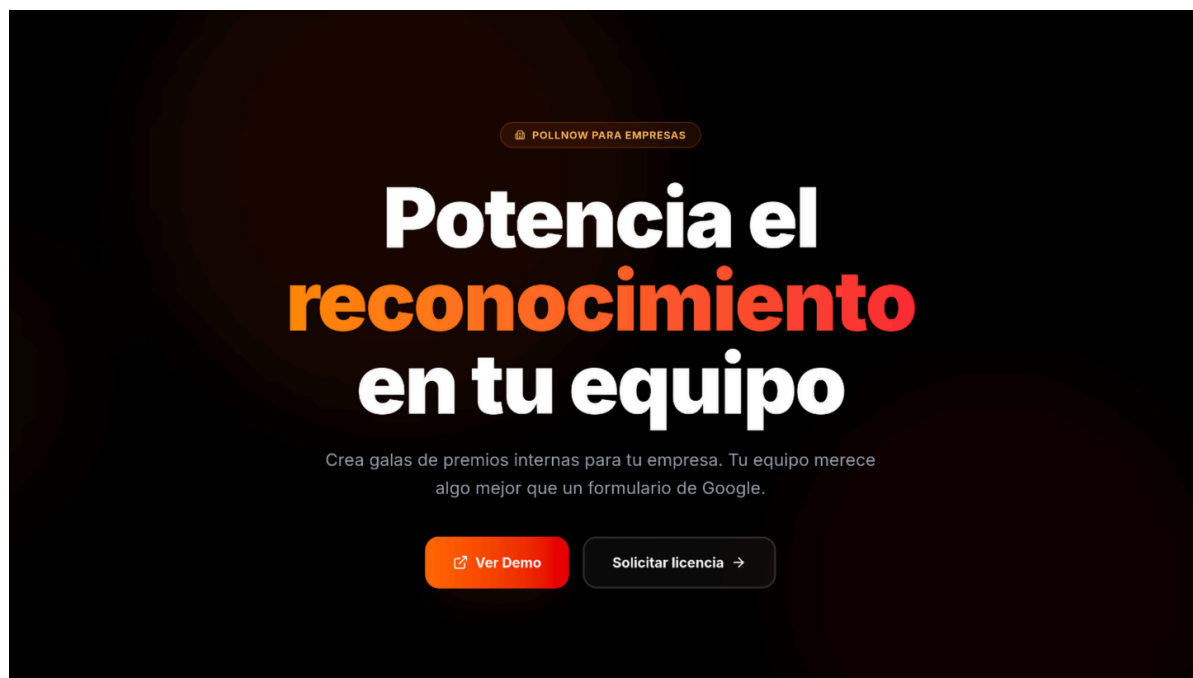 POLLNOW PARA EMPRESAS
Potencia el
reconocimiento
en tu equipo
Crea galas de premios internas para tu empresa. Tu equipo merece
algo mejor que un formulario de Google.
Ver Demo
Solicitar licencia →